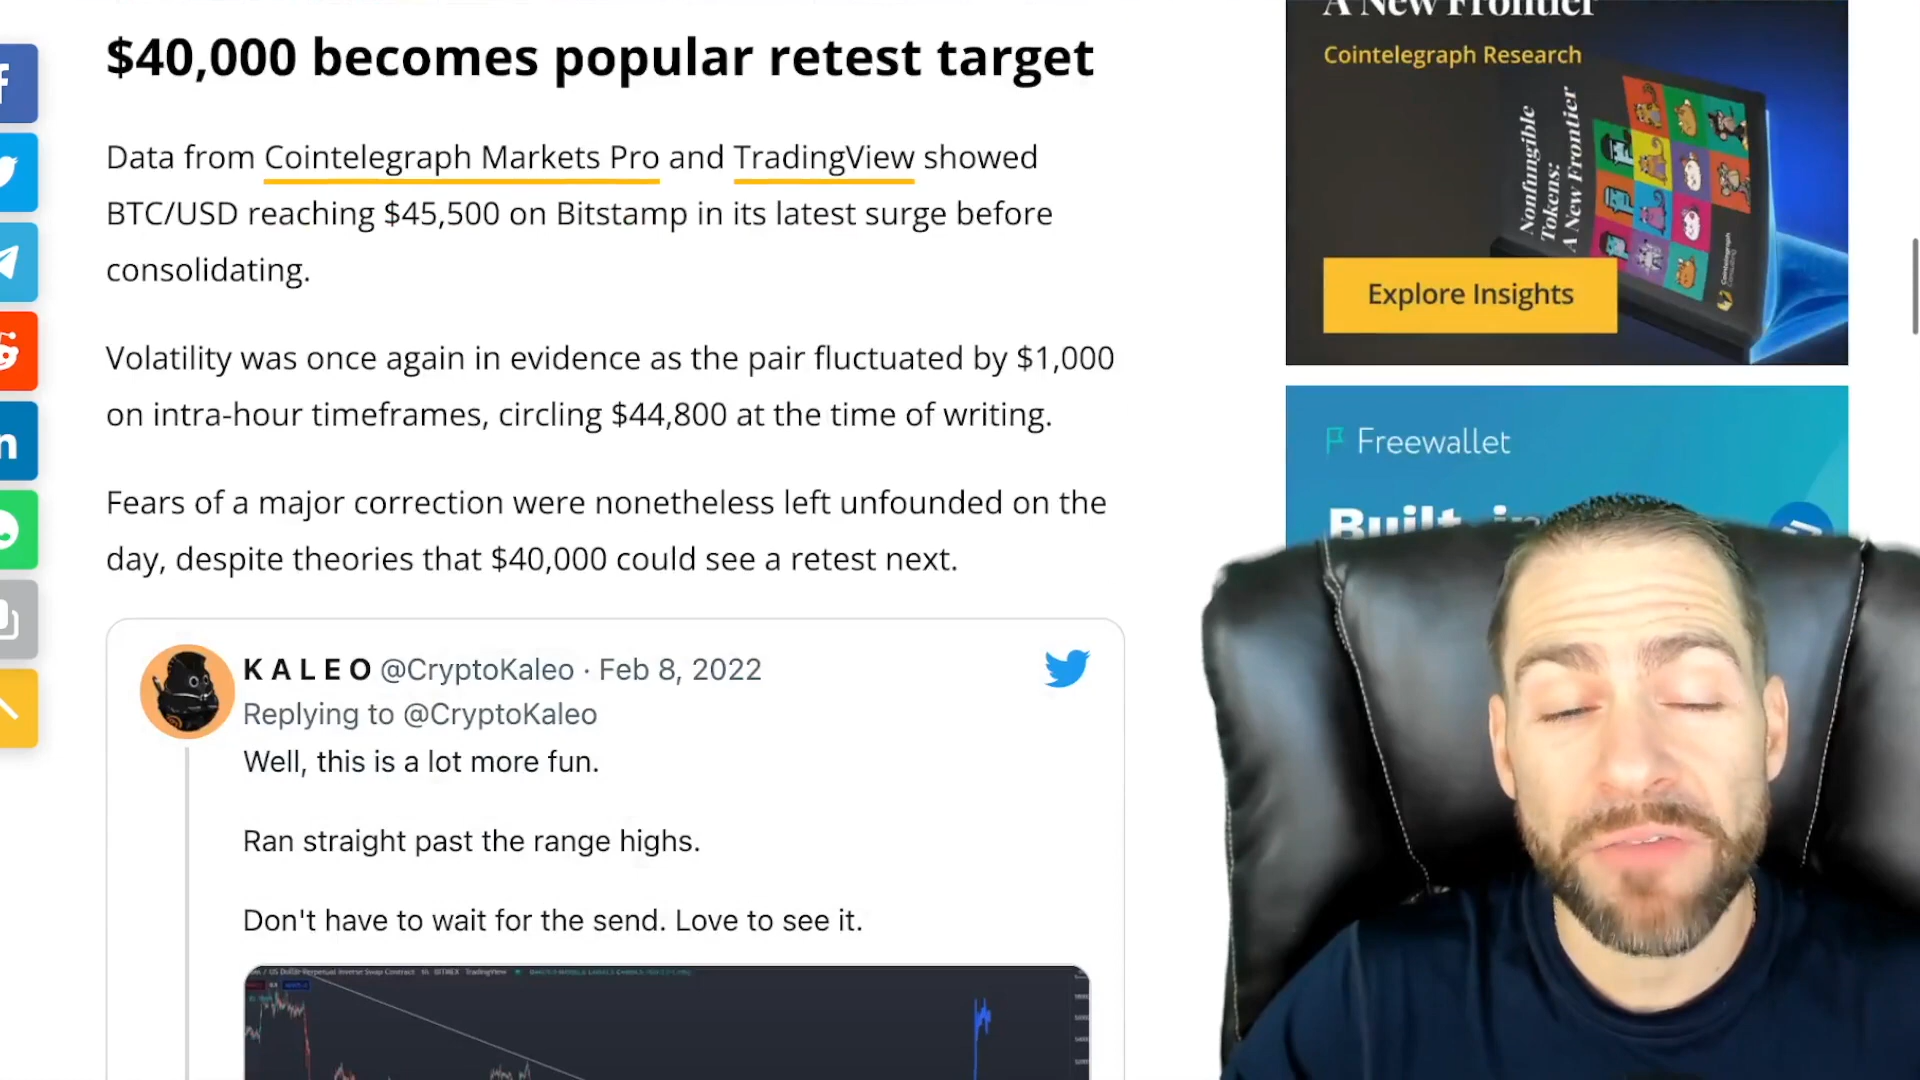 $40,000 becomes popular retest target
Data from Cointelegraph Markets Pro and TradingView showed
BTC/USD reaching $45,500 on Bitstamp in its latest surge before
consolidating.
Volatility was once again in evidence as the pair fluctuated by $1,000
on intra-hour timeframes, circling $44,800 at the time of writing.
Fears of a major correction were nonetheless left unfounded on the
day, despite theories that $40,000 could see a retest next.
K A L E O @CryptoKaleo · Feb 8, 2022
Replying to @CryptoKaleo
Well, this is a lot more fun.
Ran straight past the range highs.
Don't have to wait for the send. Love to see it.
A New Frontier
Cointelegraph Research
Nonfungible
Tokens:
A New Frontier
Explore Insights
Freewallet
Built-in